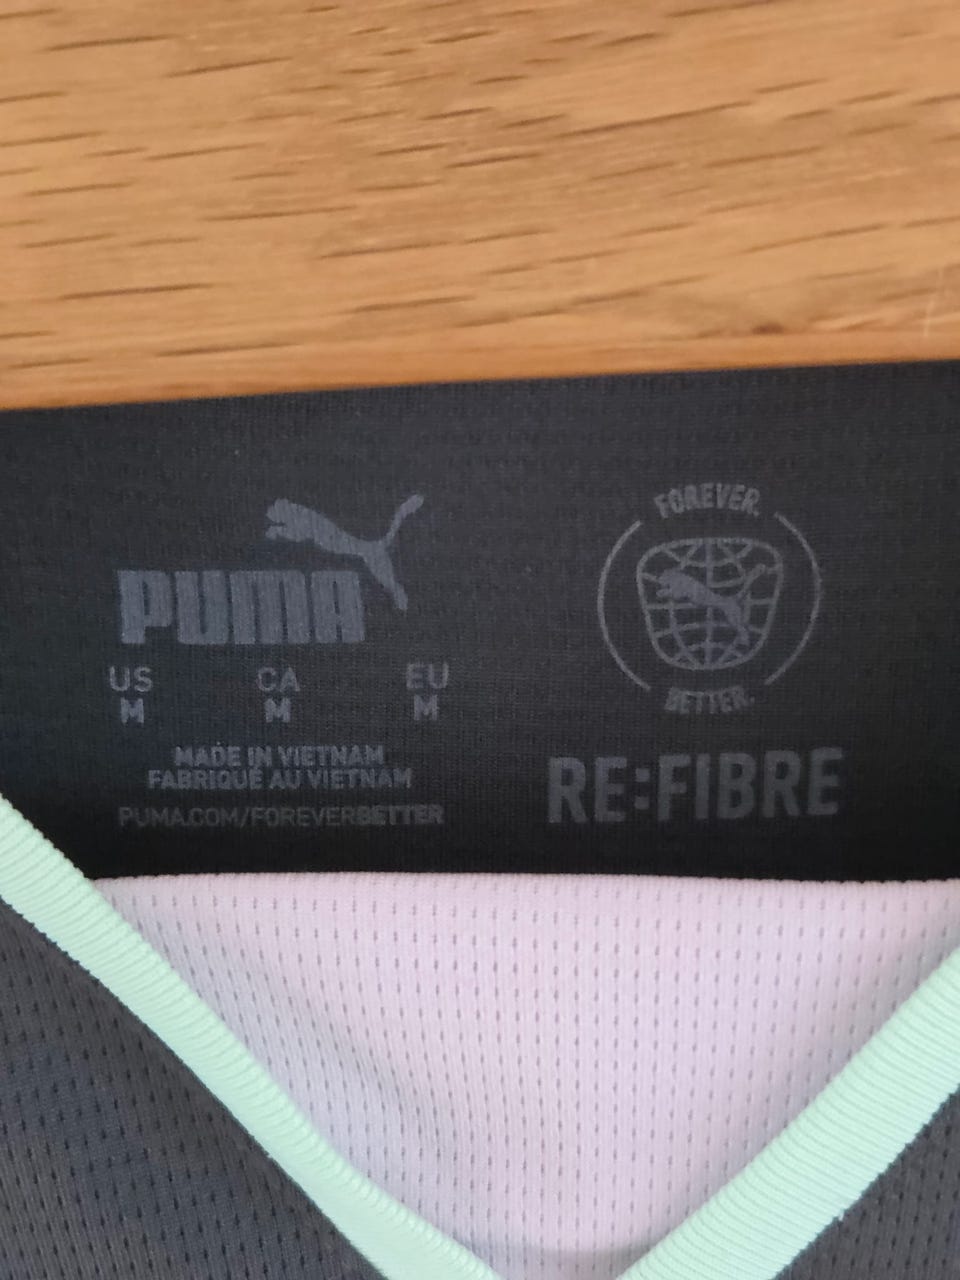 PUMA
US CA EU
M M M
MADE IN VIETNAM
FABRIQUÉ AU VIETNAM
PUMA.COM/FOREVERBETTER
FOREVER.
BETTER.
RE:FIBRE